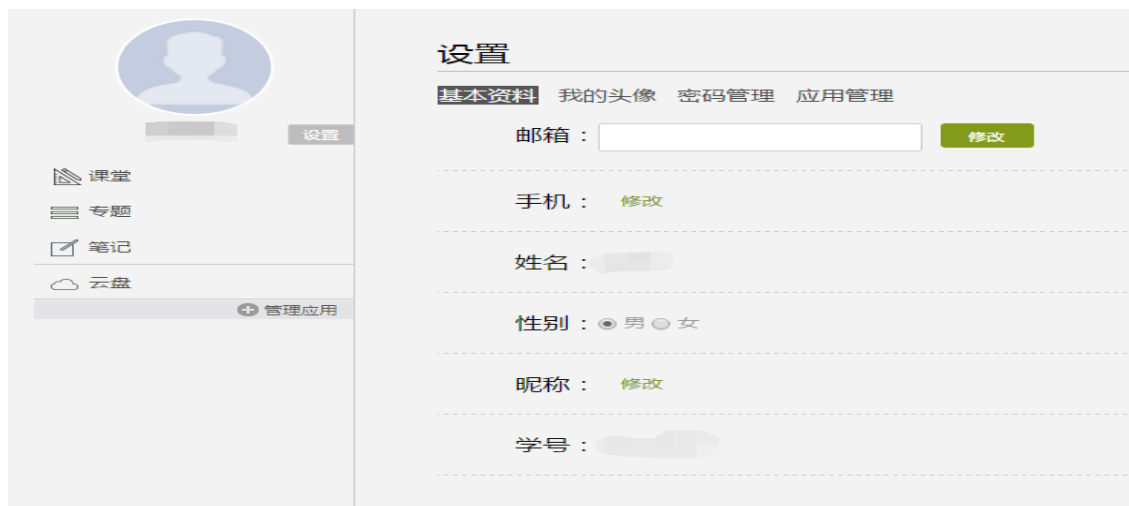 设置
课堂
专题
笔记
云盘
管理应用
设置
基本资料 我的头像 密码管理 应用管理
邮箱： 修改
手机： 修改
姓名：
性别： 男 女
昵称： 修改
学号：